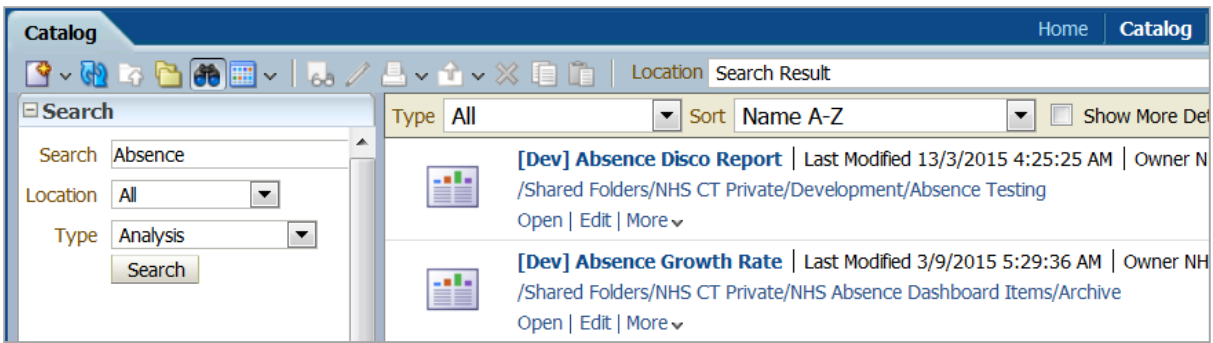 Catalog
Home Catalog
Location Search Result
Search
Type All Sort Name A-Z Show More Det
Search Absence
Location All
Type Analysis
Search
[Dev] Absence Disco Report | Last Modified 13/3/2015 4:25:25 AM | Owner N
/Shared Folders/NHS CT Private/Development/Absence Testing
Open | Edit | More
[Dev] Absence Growth Rate | Last Modified 3/9/2015 5:29:36 AM | Owner NH
/Shared Folders/NHS CT Private/NHS Absence Dashboard Items/Archive
Open | Edit | More